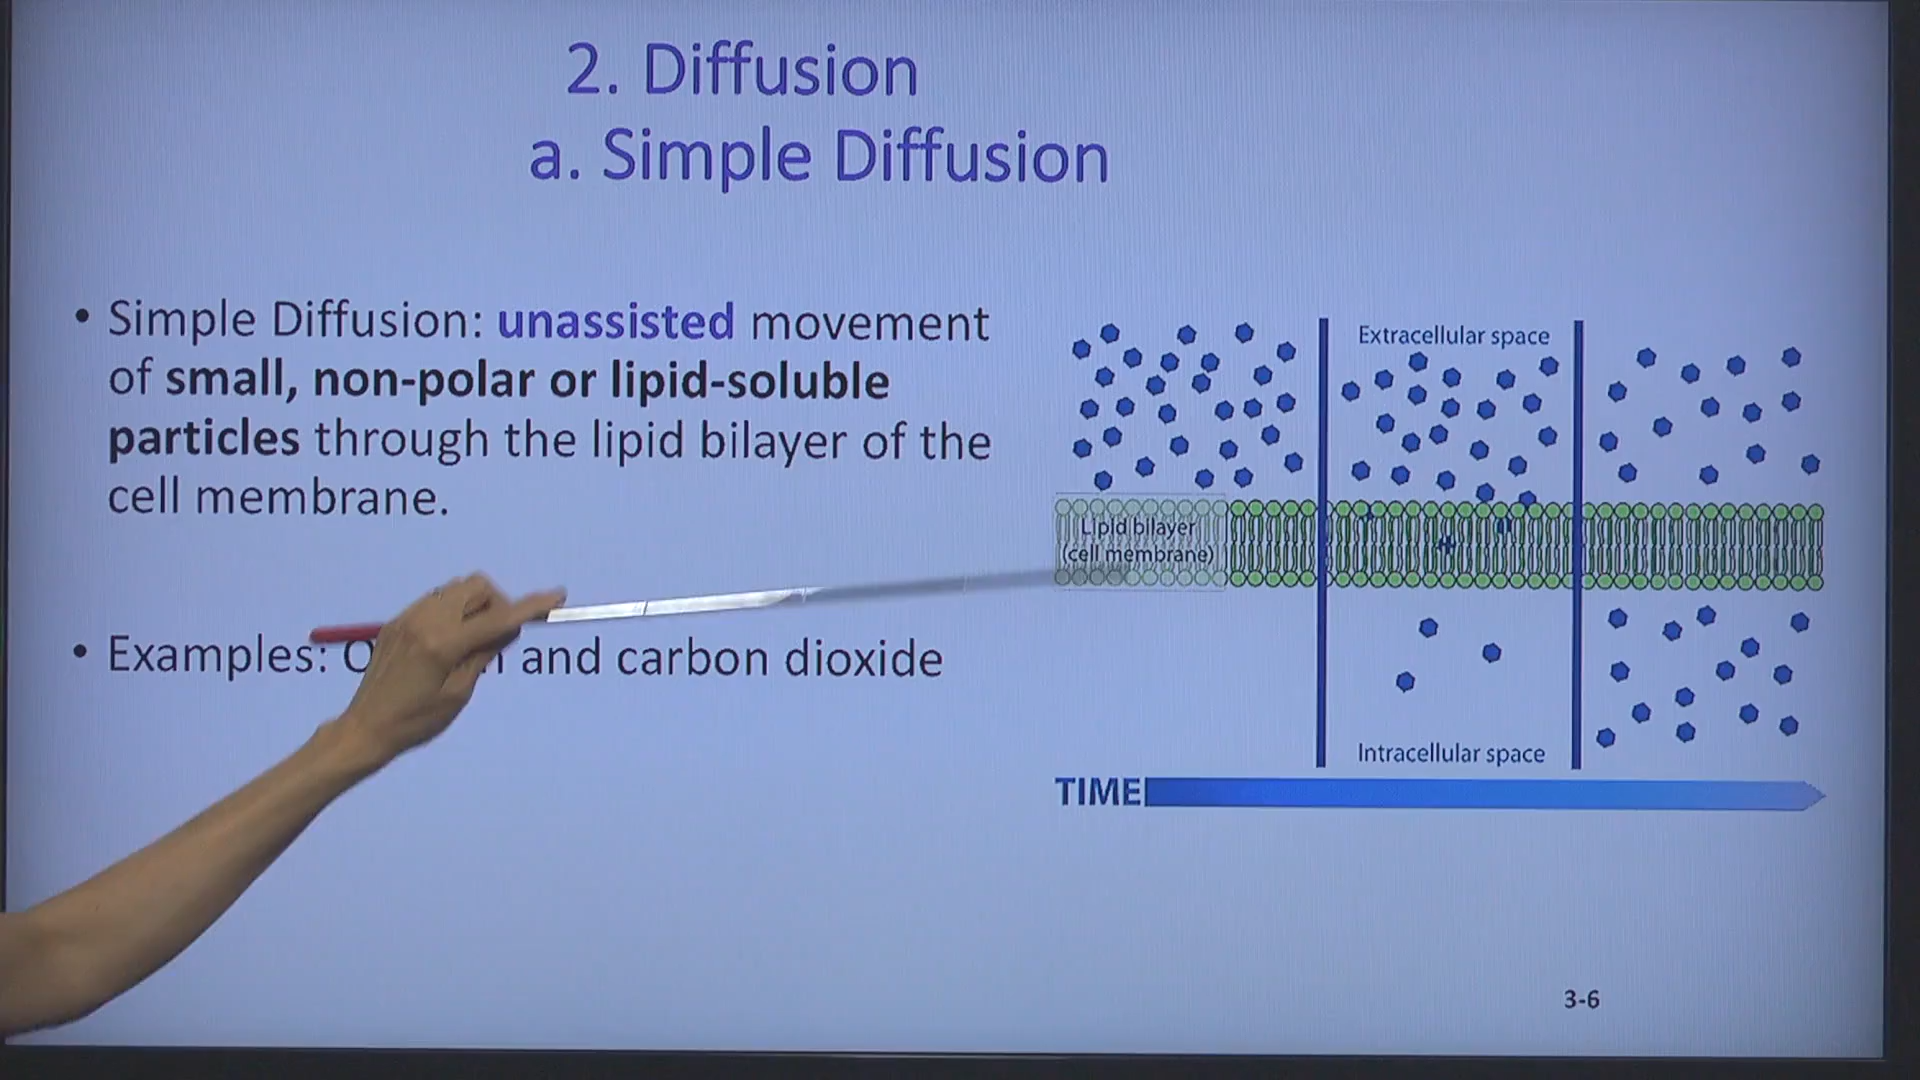 2. Diffusion
a. Simple Diffusion
• Simple Diffusion: unassisted movement
of small, non-polar or lipid-soluble
particles through the lipid bilayer of the
cell membrane.
• Examples: and carbon dioxide
Extracellular space
Lipid bilayer
(cell membrane)
Intracellular space
TIME
3-6